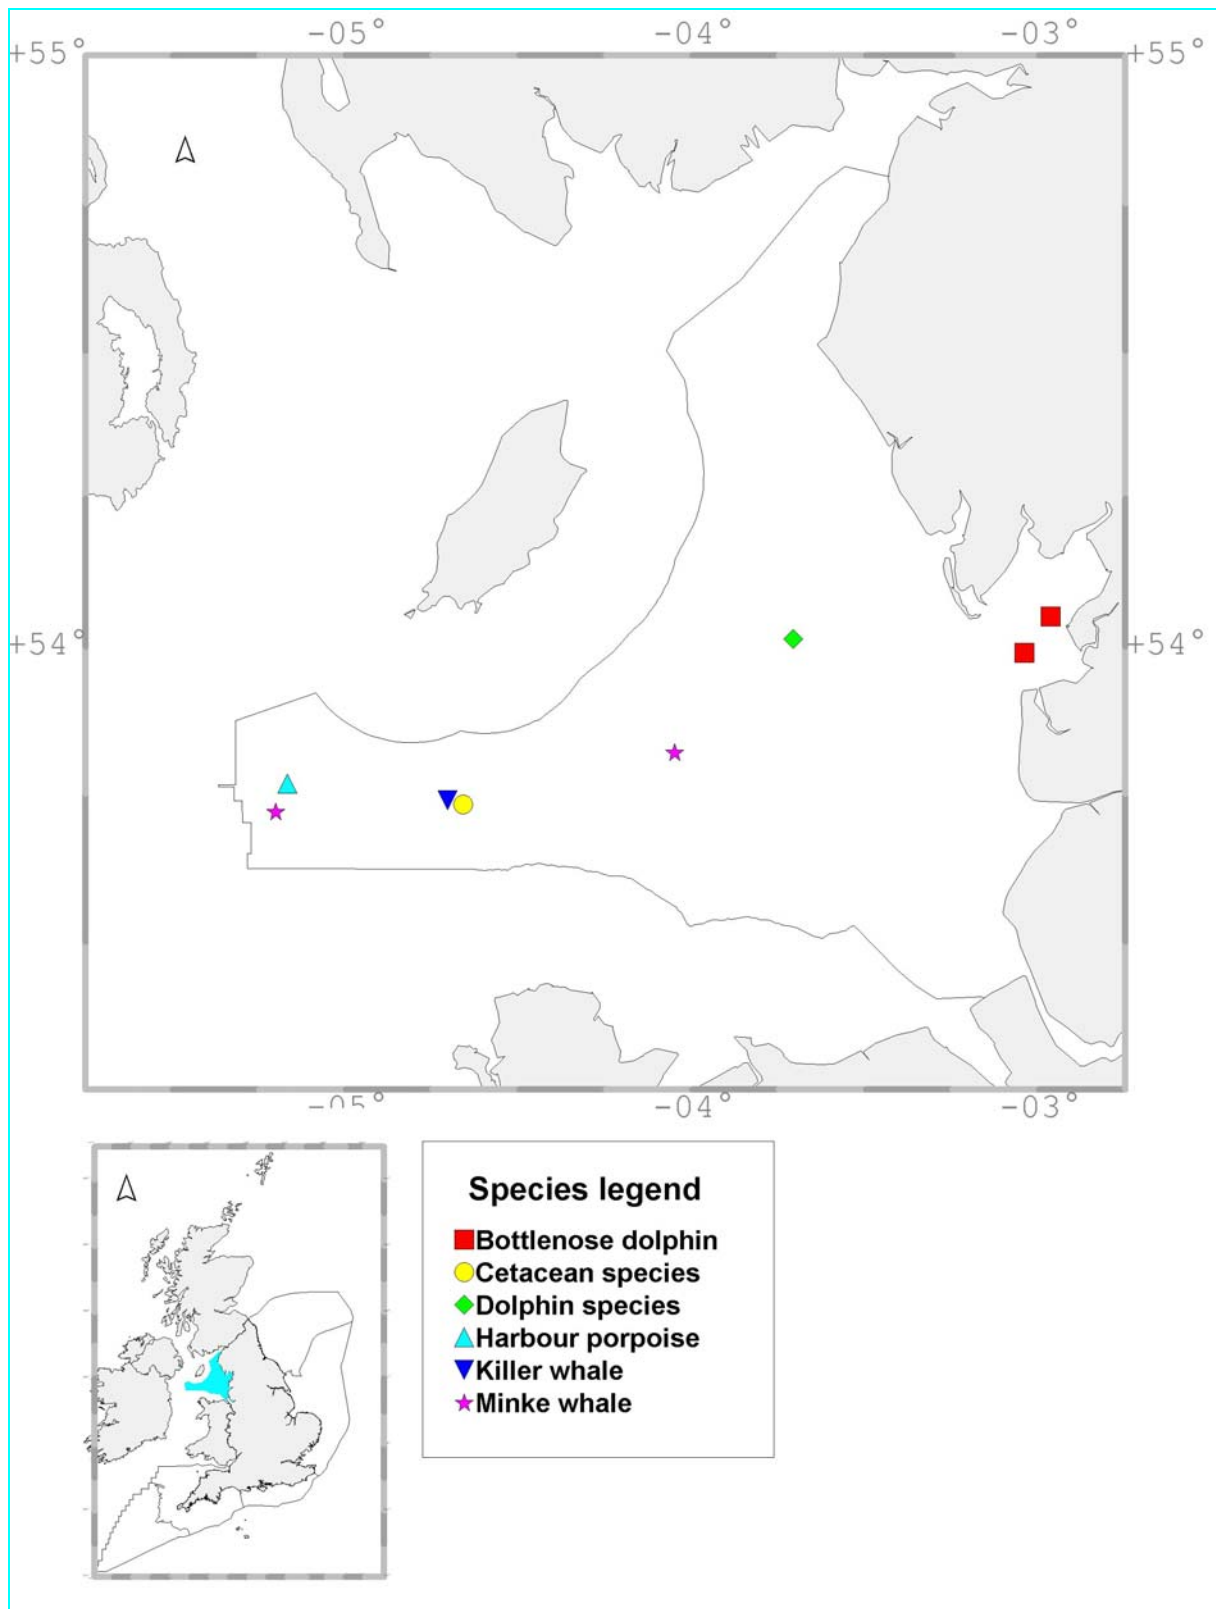 -05° -04° -03°
+55° +55°
+54° +54°
-05° -04° -03°
Species legend
Bottlenose dolphin
Cetacean species
Dolphin species
Harbour porpoise
Killer whale
Minke whale